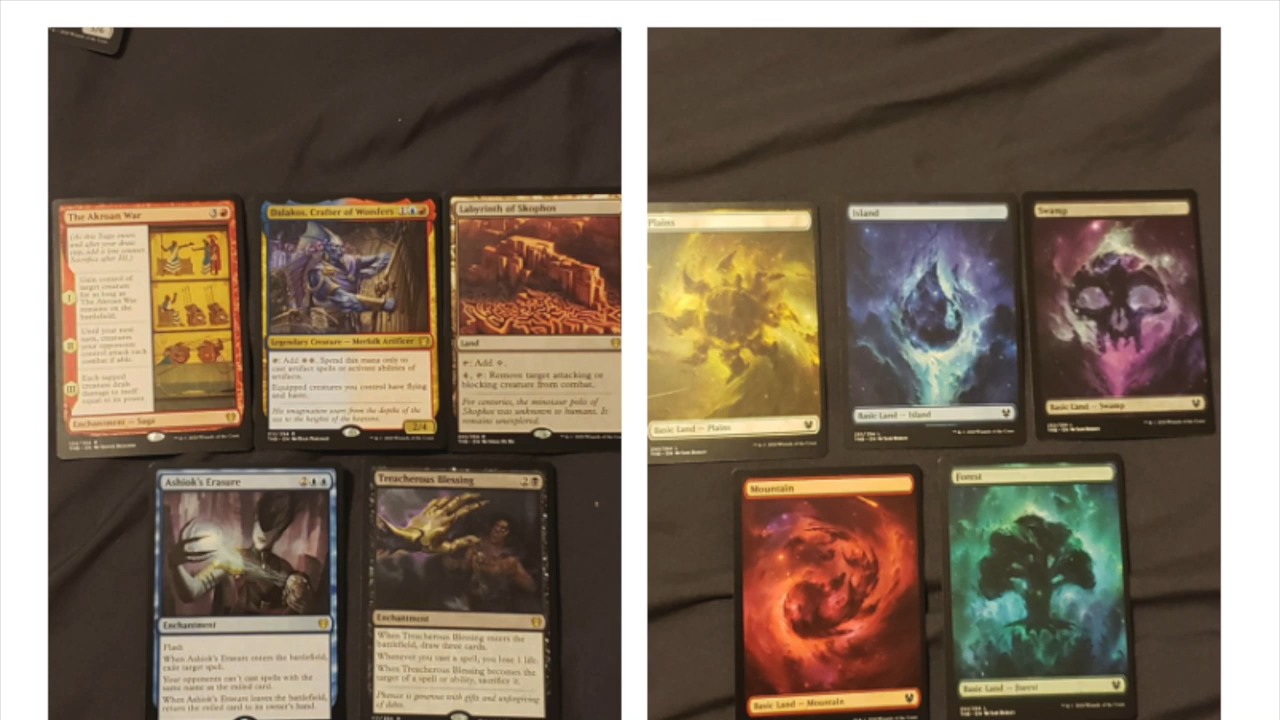 The Akroan War
(As this Saga enters
and after your draw
step, add a lore counter.
Sacrifice after III.)
Gain control of
target creature
for as long as
The Akroan War
remains on the
battlefield.
Until your next
turn, creatures
your opponents
control attack each
combat if able.
Each tapped
creature deals
damage to itself
equal to its power.
Enchantment — Saga
Dalakos, Crafter of Wonders
Legendary Creature — Merfolk Artificer
: Add . Spend this mana only to
cast artifact spells or activate abilities of
artifacts.
Equipped creatures you control have flying
and haste.
His imagination soars from the depths of the
sea to the heights of the heavens.
2/4
Labyrinth of Skophos
Land
: Add .
4, : Remove target attacking or
blocking creature from combat.
For centuries, the minotaur polis of
Skophos was unknown to humans. It
remains unexplored.
Ashiok's Erasure
Enchantment
Flash
When Ashiok's Erasure enters the battlefield,
exile target spell.
Your opponents can't cast spells with the
same name as the exiled card.
When Ashiok's Erasure leaves the battlefield,
return the exiled card to its owner's hand.
Treacherous Blessing
Enchantment
When Treacherous Blessing enters the
battlefield, draw three cards.
Whenever you cast a spell, you lose 1 life.
When Treacherous Blessing becomes the
target of a spell or ability, sacrifice it.
Phenax is generous with gifts and unforgiving
of debts.
Plains
Basic Land — Plains
Island
Basic Land — Island
Swamp
Basic Land — Swamp
Mountain
Basic Land — Mountain
Forest
Basic Land — Forest